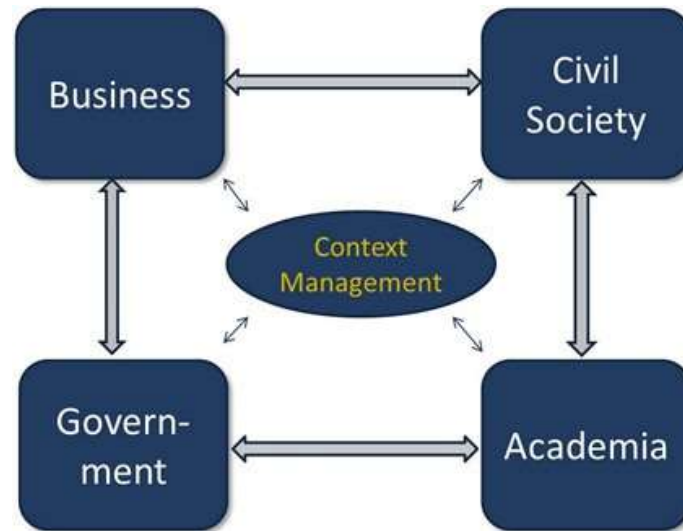 Business
Civil
Society
Context
Management
Govern-
ment
Academia